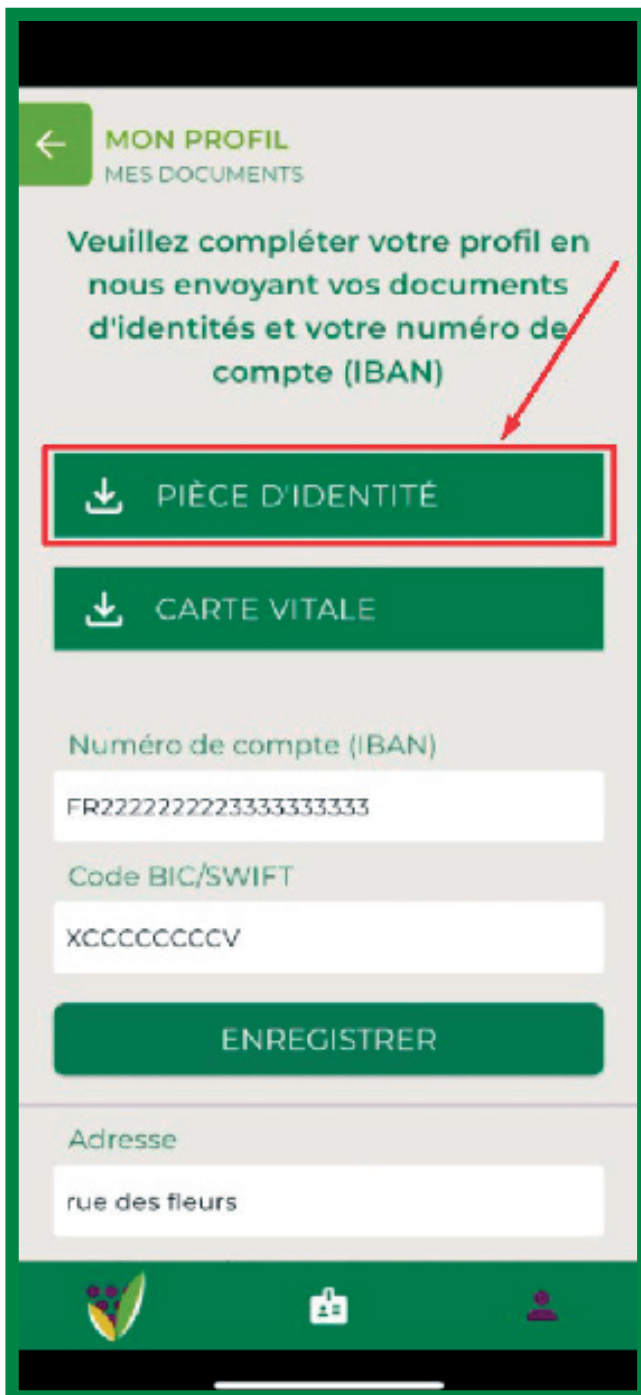 MON PROFIL
MES DOCUMENTS
Veuillez compléter votre profil en
nous envoyant vos documents
d'identités et votre numéro de
compte (IBAN)
PIÈCE D'IDENTITÉ
CARTE VITALE
Numéro de compte (IBAN)
FR2222222223333333333
Code BIC/SWIFT
XCCCCCCCCV
ENREGISTRER
Adresse
rue des fleurs